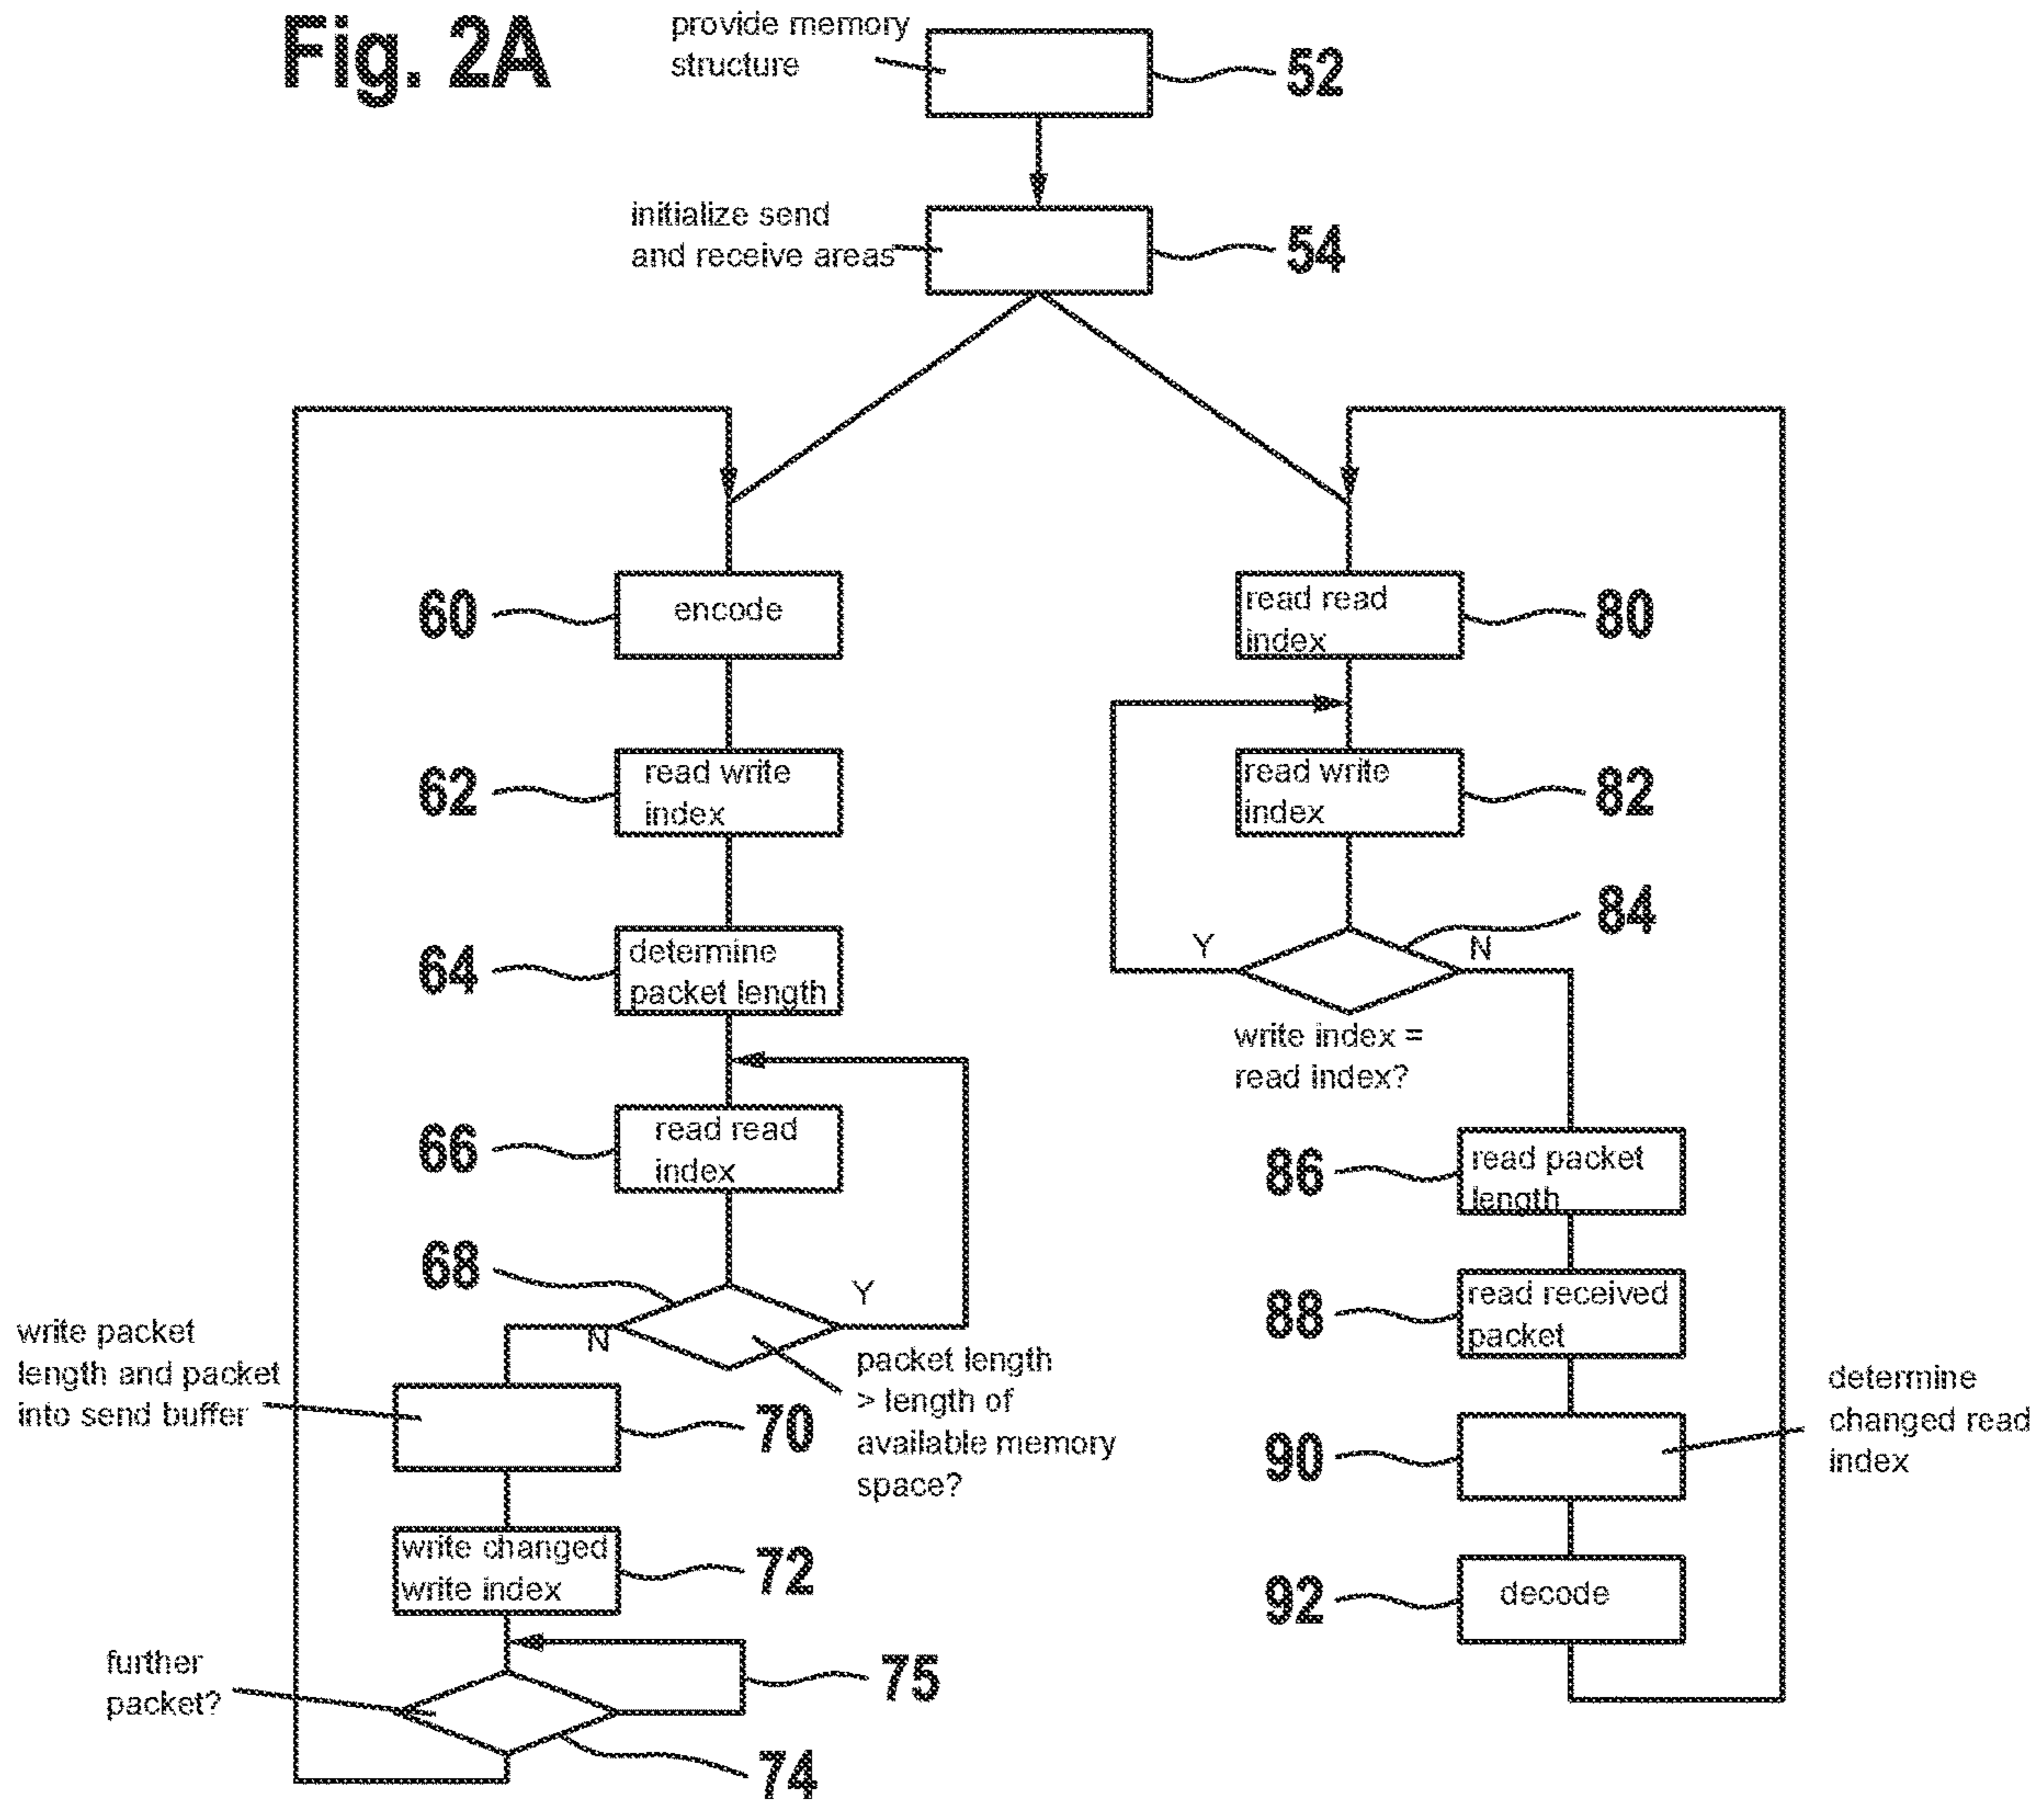 Fig. 2A
provide memory
structure
52
initialize send
and receive areas
54
60
encode
62
read write
index
64
determine
packet length
66
read read
index
68
Y
N
packet length
> length of
available memory
space?
write packet
length and packet
into send buffer
70
write changed
write index
72
further
packet?
75
74
read read
index
80
read write
index
82
84
Y
N
write index =
read index?
86
read packet
length
88
read received
packet
90
determine
changed read
index
92
decode